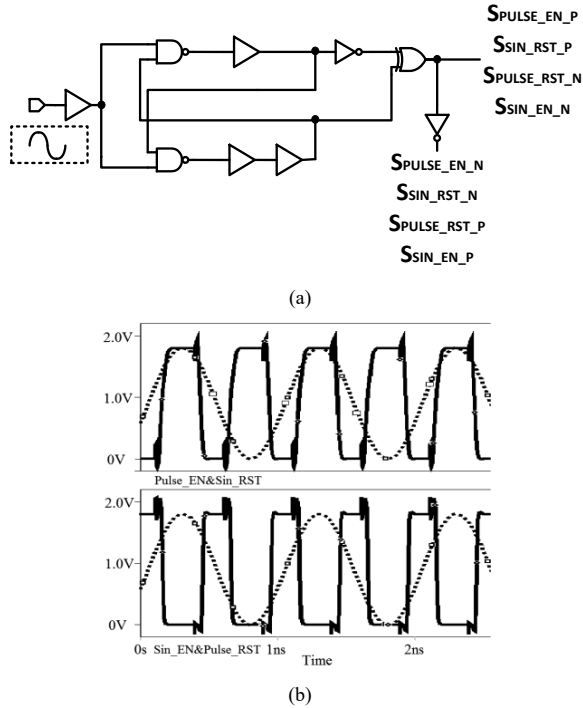 SPULSE_EN_P
SSIN_RST_P
SPULSE_RST_N
SSIN_EN_N
SPULSE_EN_N
SSIN_RST_N
SPULSE_RST_P
SSIN_EN_P
(a)
2.0V
1.0V
0V
Pulse_EN&Sin_RST
2.0V
1.0V
0V
0s Sin_EN&Pulse_RST 1ns 2ns
Time
(b)